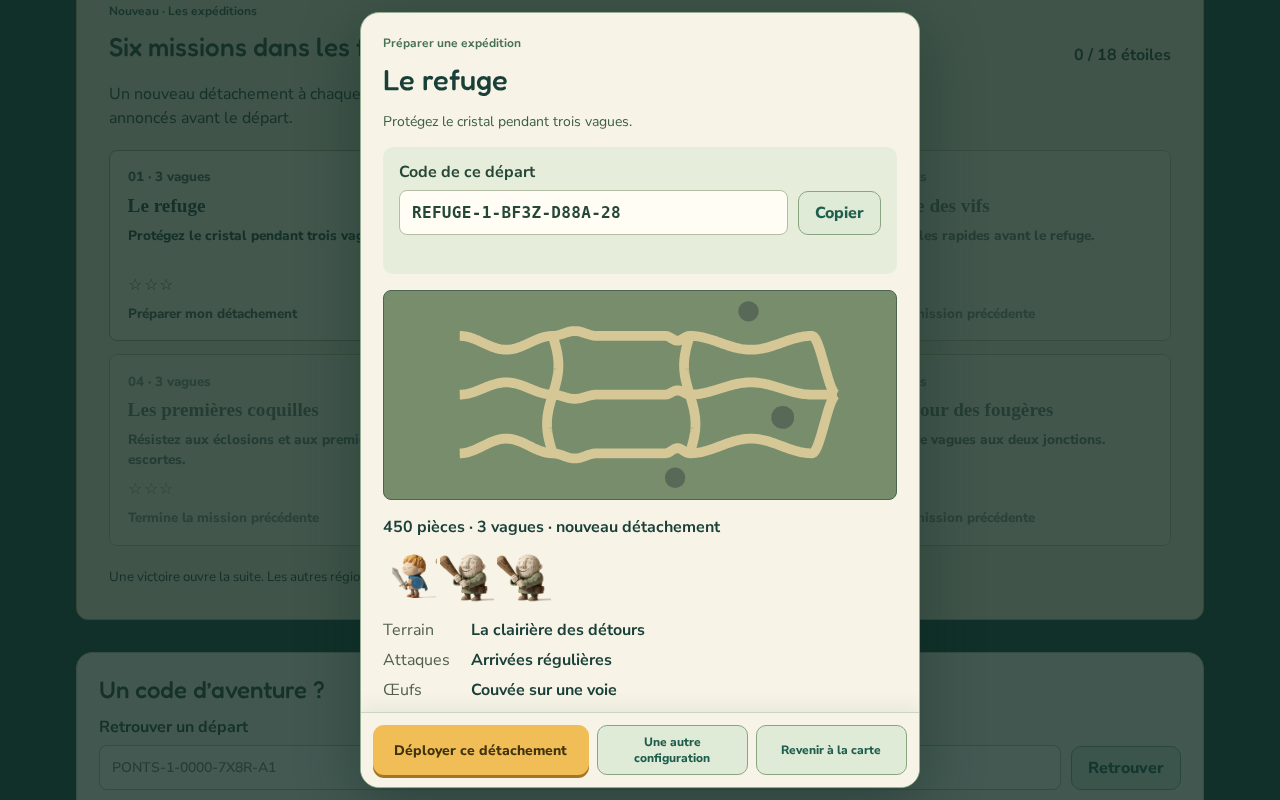 Nouveau · Les expéditions
Six missions dans les
0 / 18 étoiles
Un nouveau détachement à chaque
annoncés avant le départ.
01 · 3 vagues
Le refuge
Protégez le cristal pendant trois
☆☆☆
Préparer mon détachement
des vifs
rapides avant le refuge.
mission précédente
04 · 3 vagues
Les premières coquilles
Résistez aux éclosions et aux
escortes.
☆☆☆
Termine la mission précédente
des fougères
vagues aux deux jonctions.
mission précédente
Une victoire ouvre la suite. Les autres
Un code d'aventure ?
Retrouver un départ
PONTS-1-0000-7X8R-A1
Retrouver
Préparer une expédition
Le refuge
Protégez le cristal pendant trois vagues.
Code de ce départ
REFUGE-1-BF3Z-D88A-28
Copier
450 pièces · 3 vagues · nouveau détachement
Terrain La clairière des détours
Attaques Arrivées régulières
Œufs Couvée sur une voie
Déployer ce détachement
Une autre
configuration
Revenir à la carte